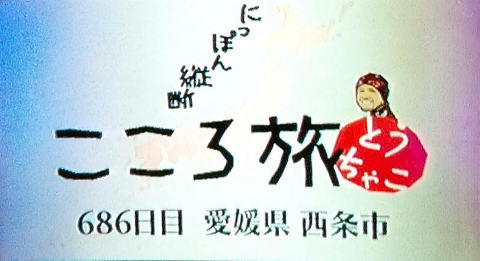 にっぽん
縦断
こころ旅
とうちゃこ
686日目 愛媛県 西条市